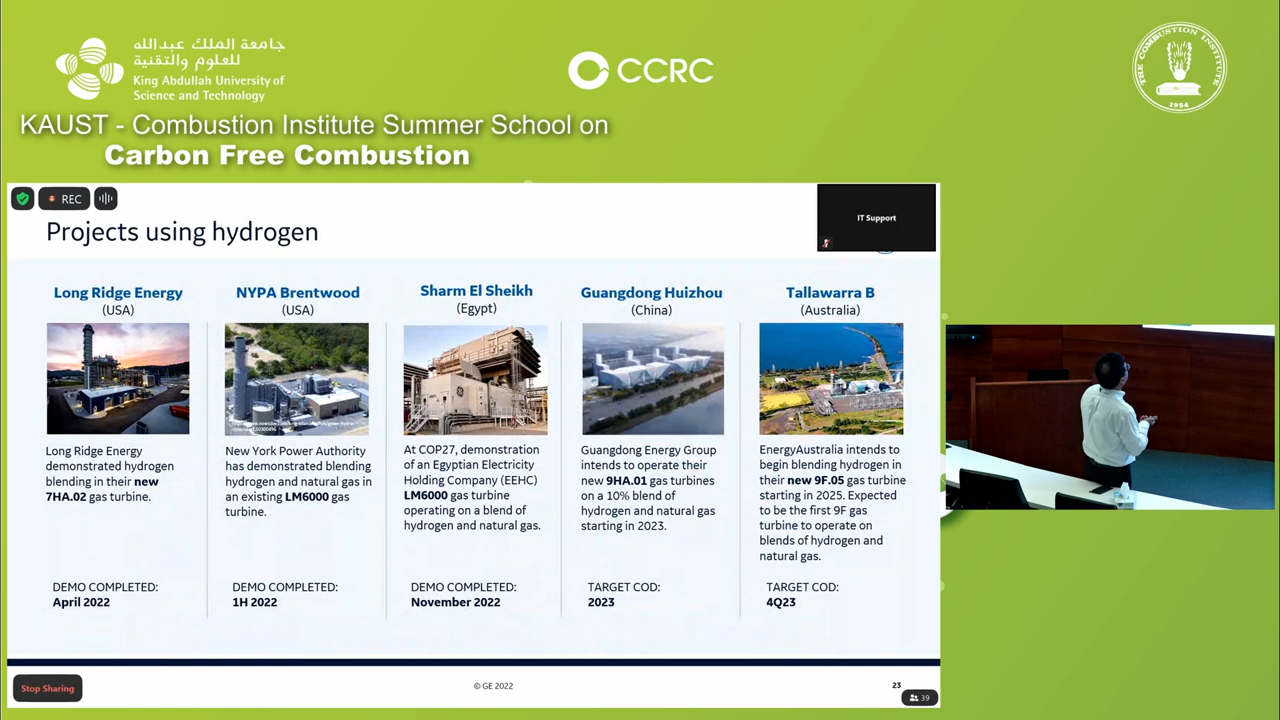 جامعة الملك عبدالله
للعلوم والتقنية
King Abdullah University of
Science and Technology
CCRC
THE COMBUSTION INSTITUTE
1954
KAUST - Combustion Institute Summer School on
Carbon Free Combustion
REC
IT Support
Projects using hydrogen
Long Ridge Energy
(USA)
Long Ridge Energy
demonstrated hydrogen
blending in their new
7HA.02 gas turbine.
DEMO COMPLETED:
April 2022
NYPA Brentwood
(USA)
New York Power Authority
has demonstrated blending
hydrogen and natural gas in
an existing LM6000 gas
turbine.
DEMO COMPLETED:
1H 2022
Sharm El Sheikh
(Egypt)
At COP27, demonstration
of an Egyptian Electricity
Holding Company (EEHC)
LM6000 gas turbine
operating on a blend of
hydrogen and natural gas.
DEMO COMPLETED:
November 2022
Guangdong Huizhou
(China)
Guangdong Energy Group
intends to operate their
new 9HA.01 gas turbines
on a 10% blend of
hydrogen and natural gas
starting in 2023.
TARGET COD:
2023
Tallawarra B
(Australia)
EnergyAustralia intends to
begin blending hydrogen in
their new 9F.05 gas turbine
starting in 2025. Expected
to be the first 9F gas
turbine to operate on
blends of hydrogen and
natural gas.
TARGET COD:
4Q23
Stop Sharing
© GE 2022
23
39